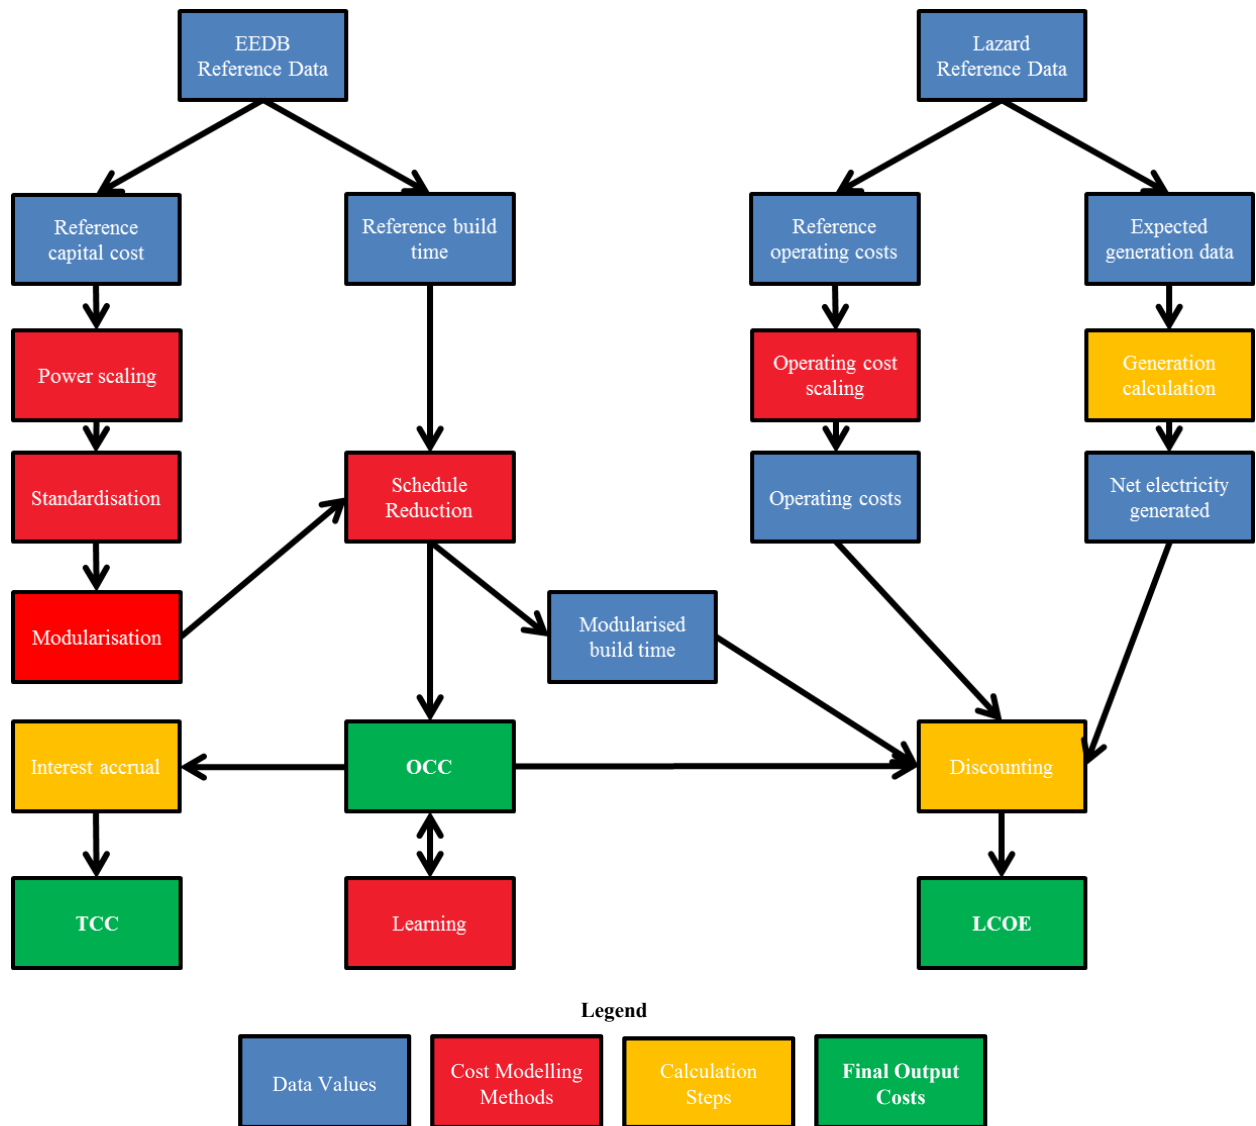 EEDB
Reference Data
Lazard
Reference Data
Reference
capital cost
Reference build
time
Reference
operating costs
Expected
generation data
Power scaling
Operating cost
scaling
Generation
calculation
Standardisation
Schedule
Reduction
Operating costs
Net electricity
generated
Modularisation
Modularised
build time
Interest accrual
OCC
Discounting
TCC
Learning
LCOE
Legend
Data Values
Cost Modelling
Methods
Calculation
Steps
Final Output
Costs